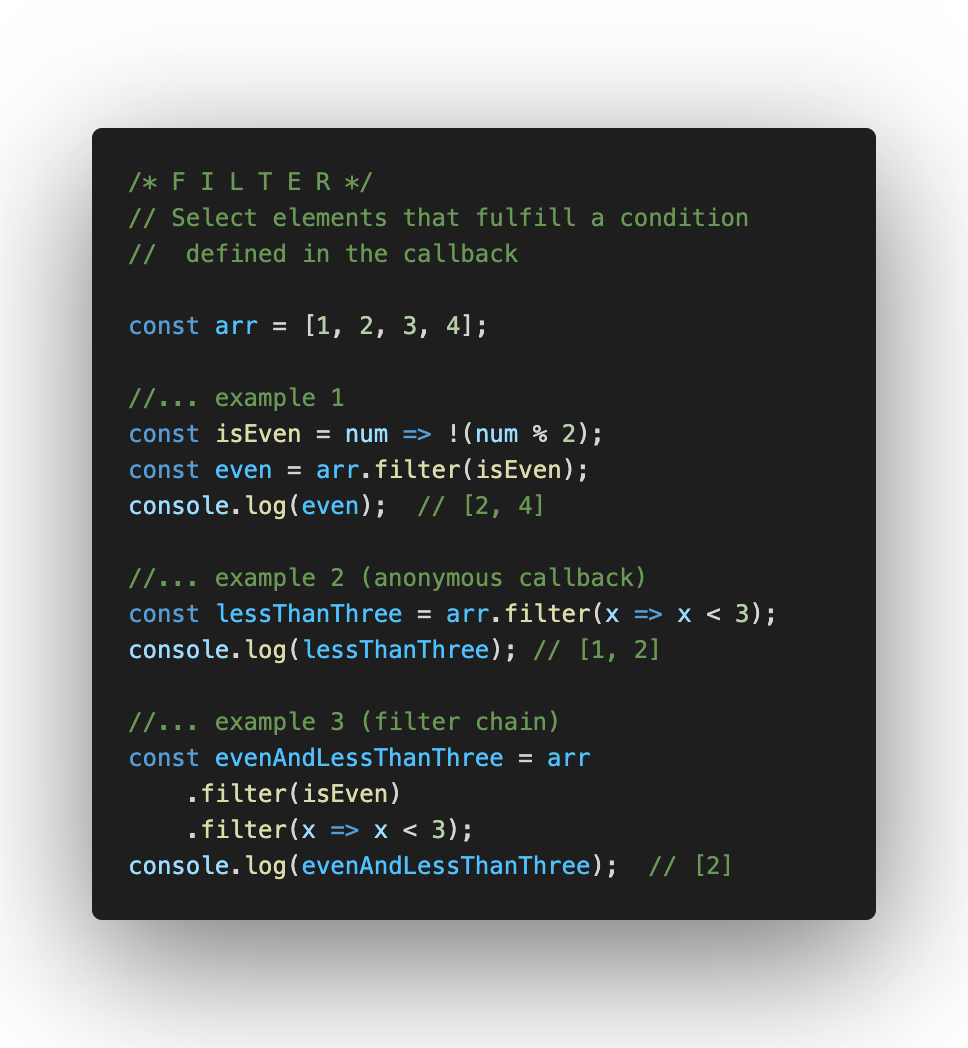 /* F I L T E R */
// Select elements that fulfill a condition
//  defined in the callback
const arr = [1, 2, 3, 4];
//... example 1
const isEven = num => !(num % 2);
const even = arr.filter(isEven);
console.log(even);  // [2, 4]
//... example 2 (anonymous callback)
const lessThanThree = arr.filter(x => x < 3);
console.log(lessThanThree); // [1, 2]
//... example 3 (filter chain)
const evenAndLessThanThree = arr
    .filter(isEven)
    .filter(x => x < 3);
console.log(evenAndLessThanThree);  // [2]